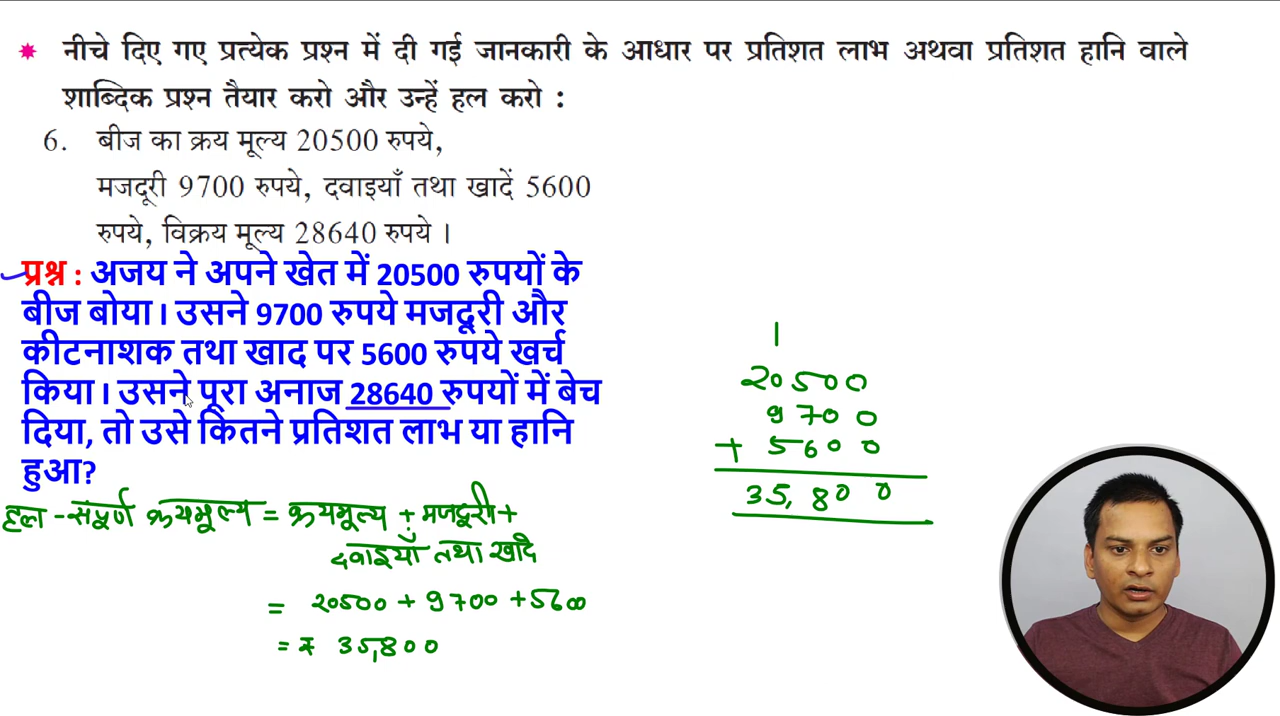 * नीचे दिए गए प्रत्येक प्रश्न में दी गई जानकारी के आधार पर प्रतिशत लाभ अथवा प्रतिशत हानि वाले
शाब्दिक प्रश्न तैयार करो और उन्हें हल करो :
6. बीज का क्रय मूल्य 20500 रुपये,
मजदूरी 9700 रुपये, दवाइयाँ तथा खादें 5600
रुपये, विक्रय मूल्य 28640 रुपये ।
प्रश्न : अजय ने अपने खेत में 20500 रुपयों के
बीज बोया। उसने 9700 रुपये मजदूरी और
कीटनाशक तथा खाद पर 5600 रुपये खर्च
किया। उसने पूरा अनाज 28640 रुपयों में बेच
दिया, तो उसे कितने प्रतिशत लाभ या हानि
हुआ?
हल - संपूर्ण क्रयमूल्य = क्रयमूल्य + मजदूरी +
दवाइयाँ तथा खादे
= 20500 + 9700 + 5600
= ₹ 35,800
1
20500
9700
+ 5600
35,800